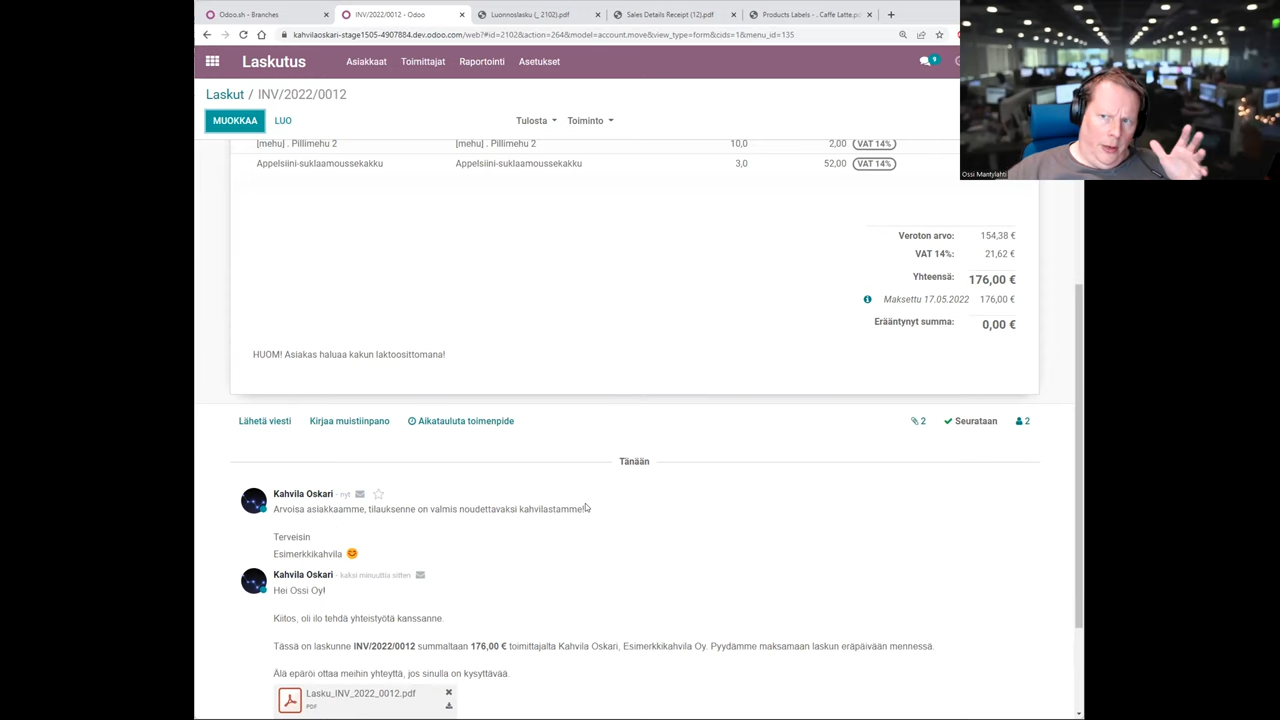 Odoo.sh - Branches
INV/2022/0012 - Odoo
Luonnoslasku (_ 2102).pdf
Sales Details Receipt (12).pdf
Products Labels - . Caffe Latte.p
kahvilaoskari-stage1505-4907884.dev.odoo.com/web?#id=2102&action=264&model=account.move&view_type=form&cids=1&menu_id=135
Laskutus
Asiakkaat
Toimittajat
Raportointi
Asetukset
9
Laskut / INV/2022/0012
MUOKKAA
LUO
Tulosta
Toiminto
Ossi Mantylahti
[mehu] . Pillimehu 2 [mehu] . Pillimehu 2 10,0 2,00 VAT 14%
Appelsiini-suklaamoussekakku Appelsiini-suklaamoussekakku 3,0 52,00 VAT 14%
Veroton arvo: 154,38 €
VAT 14%: 21,62 €
Yhteensä: 176,00 €
Maksettu 17.05.2022 176,00 €
Erääntynyt summa: 0,00 €
HUOM! Asiakas haluaa kakun laktoosittomana!
Lähetä viesti
Kirjaa muistiinpano
Aikatauluta toimenpide
2
Seurataan
2
Tänään
Kahvila Oskari - nyt
Arvoisa asiakkaamme, tilauksenne on valmis noudettavaksi kahvilastamme!
Terveisin
Esimerkkikahvila 😊
Kahvila Oskari - kaksi minuuttia sitten
Hei Ossi Oy!
Kiitos, oli ilo tehdä yhteistyötä kanssanne.
Tässä on laskunne INV/2022/0012 summaltaan 176,00 € toimittajalta Kahvila Oskari, Esimerkkikahvila Oy. Pyydämme maksamaan laskun eräpäivään mennessä.
Älä epäröi ottaa meihin yhteyttä, jos sinulla on kysyttävää.
Lasku_INV_2022_0012.pdf
PDF